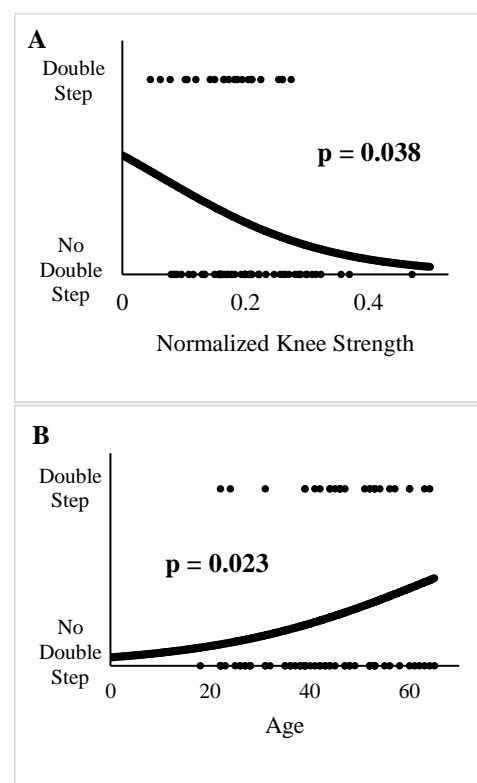 A
Double
Step
p = 0.038
No
Double
Step
0
0.2
0.4
Normalized Knee Strength
B
Double
Step
p = 0.023
No
Double
Step
0
20
40
60
Age